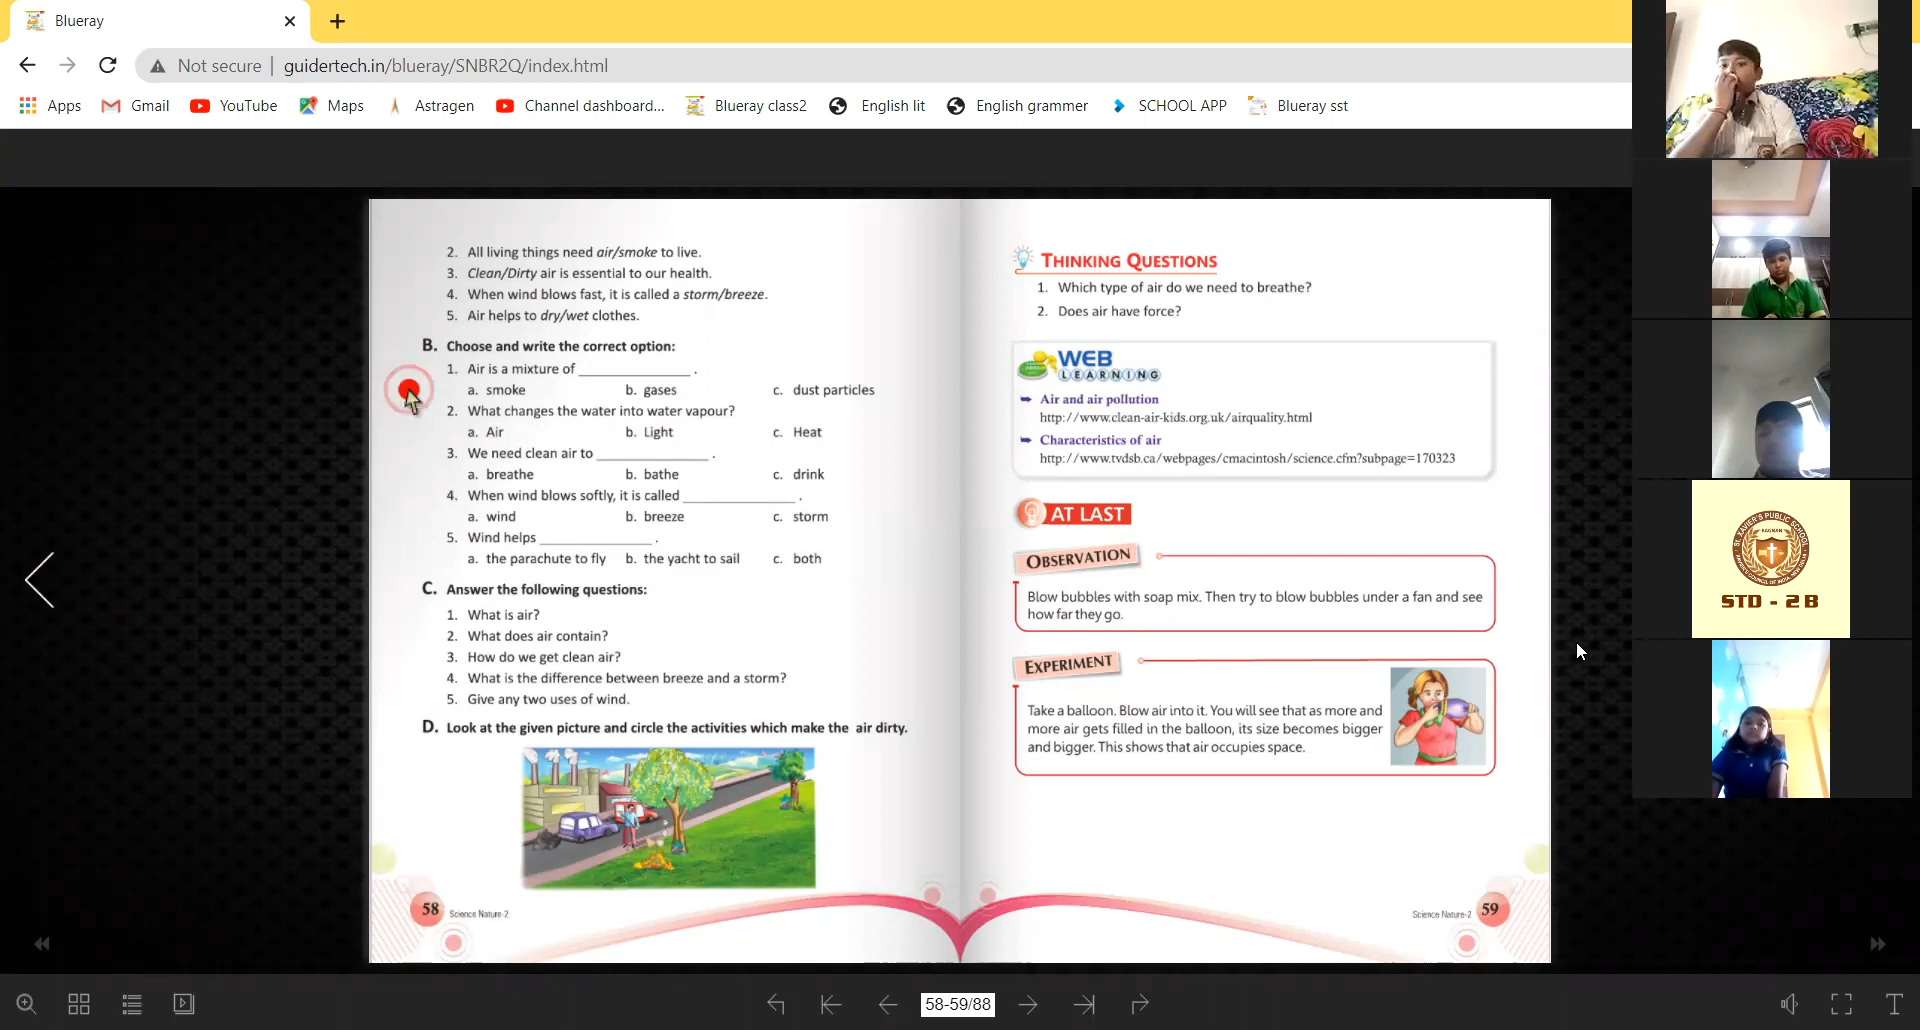 Blueray
Not secure | guidertech.in/blueray/SNBR2Q/index.html
Apps Gmail YouTube Maps Astragen Channel dashboard... Blueray class2 English lit English grammer SCHOOL APP Blueray sst
2. All living things need air/smoke to live.
3. Clean/Dirty air is essential to our health.
4. When wind blows fast, it is called a storm/breeze.
5. Air helps to dry/wet clothes.
B. Choose and write the correct option:
1. Air is a mixture of ____________ .
a. smoke b. gases c. dust particles
2. What changes the water into water vapour?
a. Air b. Light c. Heat
3. We need clean air to ____________ .
a. breathe b. bathe c. drink
4. When wind blows softly, it is called ____________ .
a. wind b. breeze c. storm
5. Wind helps ____________ .
a. the parachute to fly b. the yacht to sail c. both
C. Answer the following questions:
1. What is air?
2. What does air contain?
3. How do we get clean air?
4. What is the difference between breeze and a storm?
5. Give any two uses of wind.
D. Look at the given picture and circle the activities which make the air dirty.
58 Science Nature-2
THINKING QUESTIONS
1. Which type of air do we need to breathe?
2. Does air have force?
WEB
LEARNING
Air and air pollution
http://www.clean-air-kids.org.uk/airquality.html
Characteristics of air
http://www.tvdsb.ca/webpages/cmacintosh/science.cfm?subpage=170323
AT LAST
OBSERVATION
Blow bubbles with soap mix. Then try to blow bubbles under a fan and see
how far they go.
EXPERIMENT
Take a balloon. Blow air into it. You will see that as more and
more air gets filled in the balloon, its size becomes bigger
and bigger. This shows that air occupies space.
Science Nature-2 59
ST. XAVIER'S PUBLIC SCHOOL
STD - 2 B
58-59/88